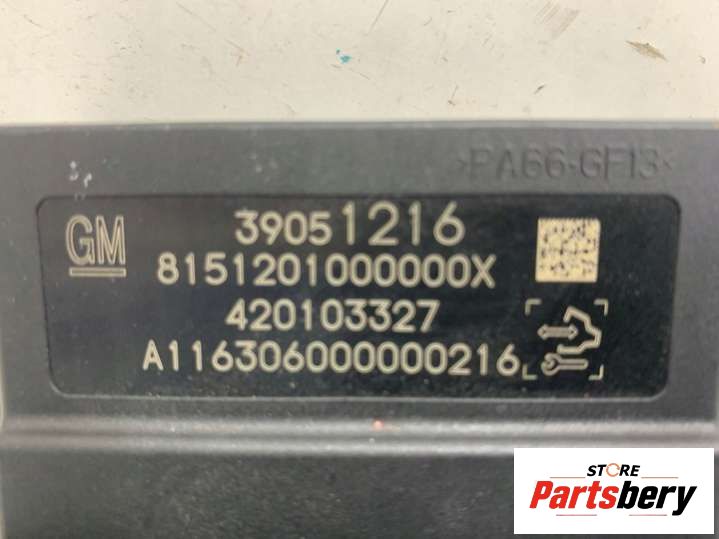 >PA66-GF13<
GM
39051216
8151201000000X
420103327
A116306000000216
STORE
Partsbery